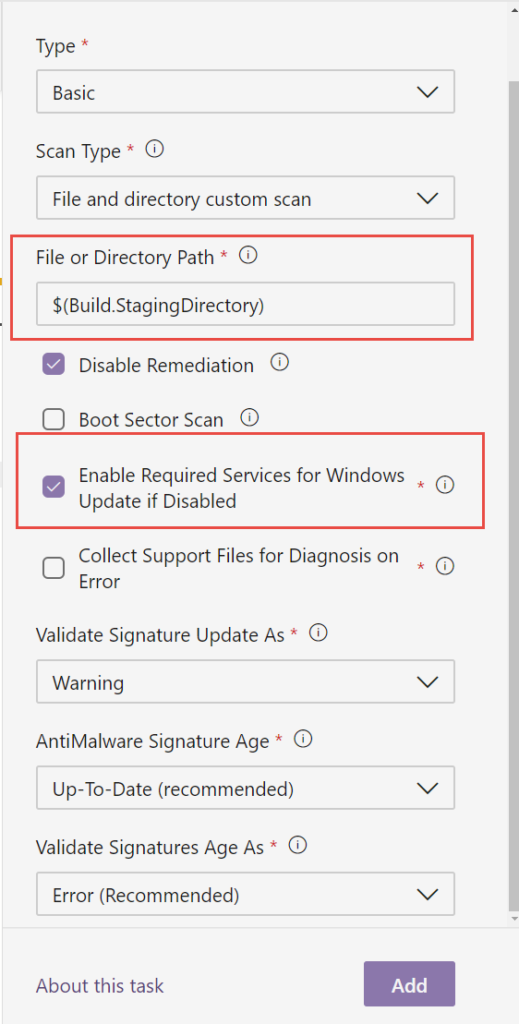 Type *
Basic
Scan Type *
File and directory custom scan
File or Directory Path *
$(Build.StagingDirectory)
Disable Remediation
Boot Sector Scan
Enable Required Services for Windows
Update if Disabled *
Collect Support Files for Diagnosis on
Error *
Validate Signature Update As *
Warning
AntiMalware Signature Age *
Up-To-Date (recommended)
Validate Signatures Age As *
Error (Recommended)
About this task
Add